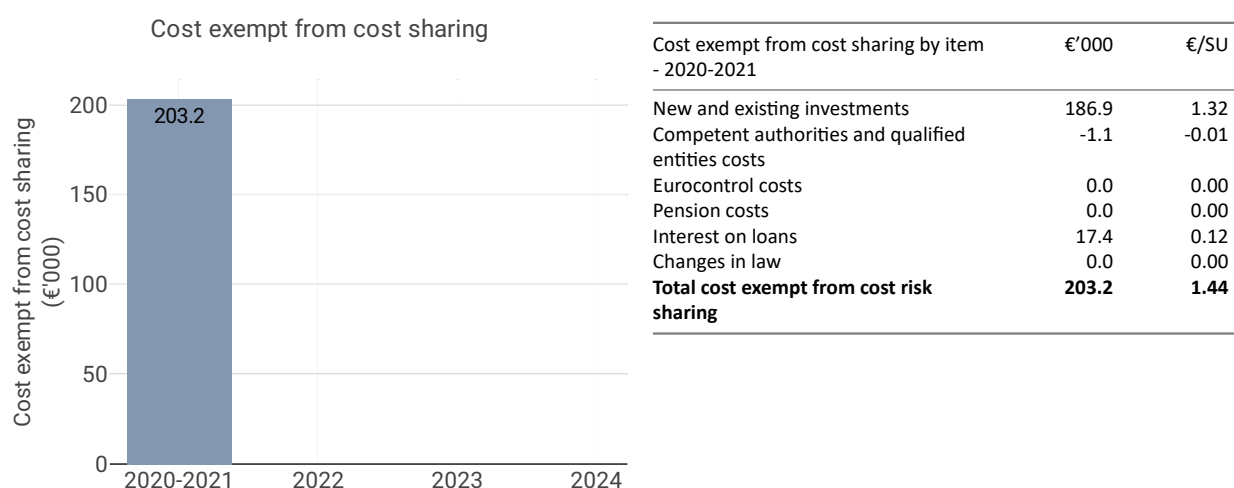 Cost exempt from cost sharing
Cost exempt from cost sharing
(€'000)
200
150
100
50
0
203.2
2020-2021 2022 2023 2024
Cost exempt from cost sharing by item €’000 €/SU
- 2020-2021
New and existing investments 186.9 1.32
Competent authorities and qualified -1.1 -0.01
entities costs
Eurocontrol costs 0.0 0.00
Pension costs 0.0 0.00
Interest on loans 17.4 0.12
Changes in law 0.0 0.00
Total cost exempt from cost risk 203.2 1.44
sharing